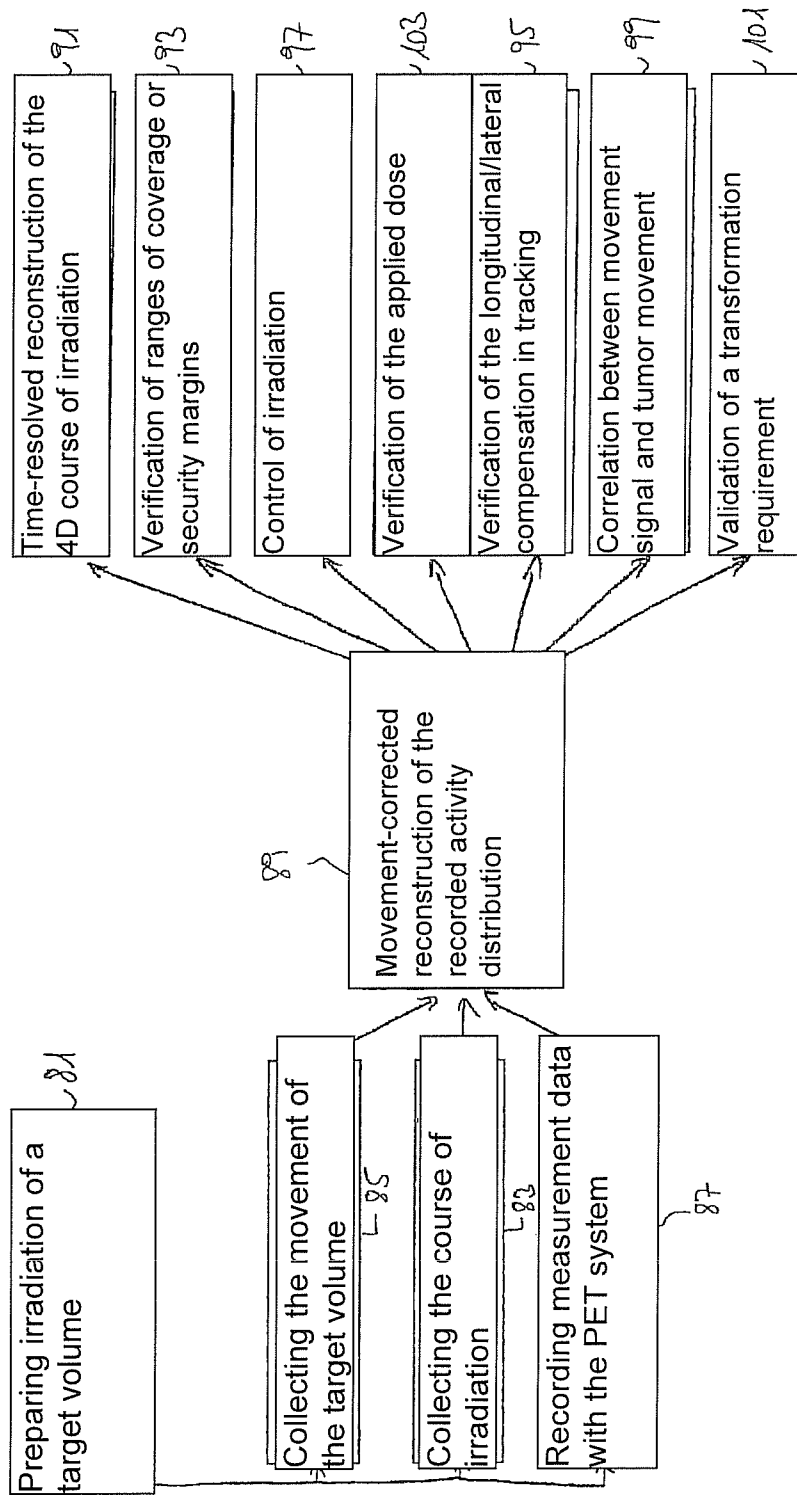 Preparing irradiation of a
target volume
81
Collecting the movement of
the target volume
85
Collecting the course of
irradiation
83
Recording measurement data
with the PET system
87
89
Movement-corrected
reconstruction of the
recorded activity
distribution
Time-resolved reconstruction of the
4D course of irradiation
91
Verification of ranges of coverage or
security margins
93
Control of irradiation
97
Verification of the applied dose
103
Verification of the longitudinal/lateral
compensation in tracking
95
Correlation between movement
signal and tumor movement
99
Validation of a transformation
requirement
101